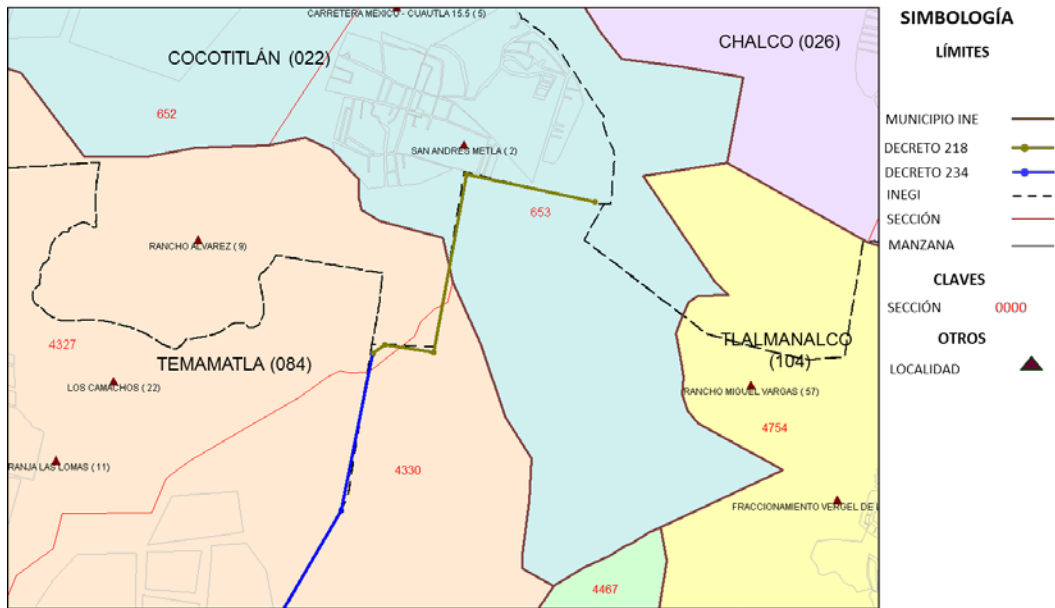 CARRETERA MEXICO - CUAUTLA 15.5 ( 5)
COCOTITLÁN (022)
CHALCO (026)
652
SAN ANDRES METLA ( 2)
653
RANCHO ALVAREZ ( 9)
4327
TEMAMATLA (084)
TLALMANALCO
(104)
LOS CAMACHOS ( 22)
RANCHO MIGUEL VARGAS ( 57)
4754
RANJA LAS LOMAS ( 11)
4330
FRACCIONAMIENTO VERGEL DE L
4467
SIMBOLOGÍA
LÍMITES
MUNICIPIO INE
DECRETO 218
DECRETO 234
INEGI
SECCIÓN
MANZANA
CLAVES
SECCIÓN 0000
OTROS
LOCALIDAD